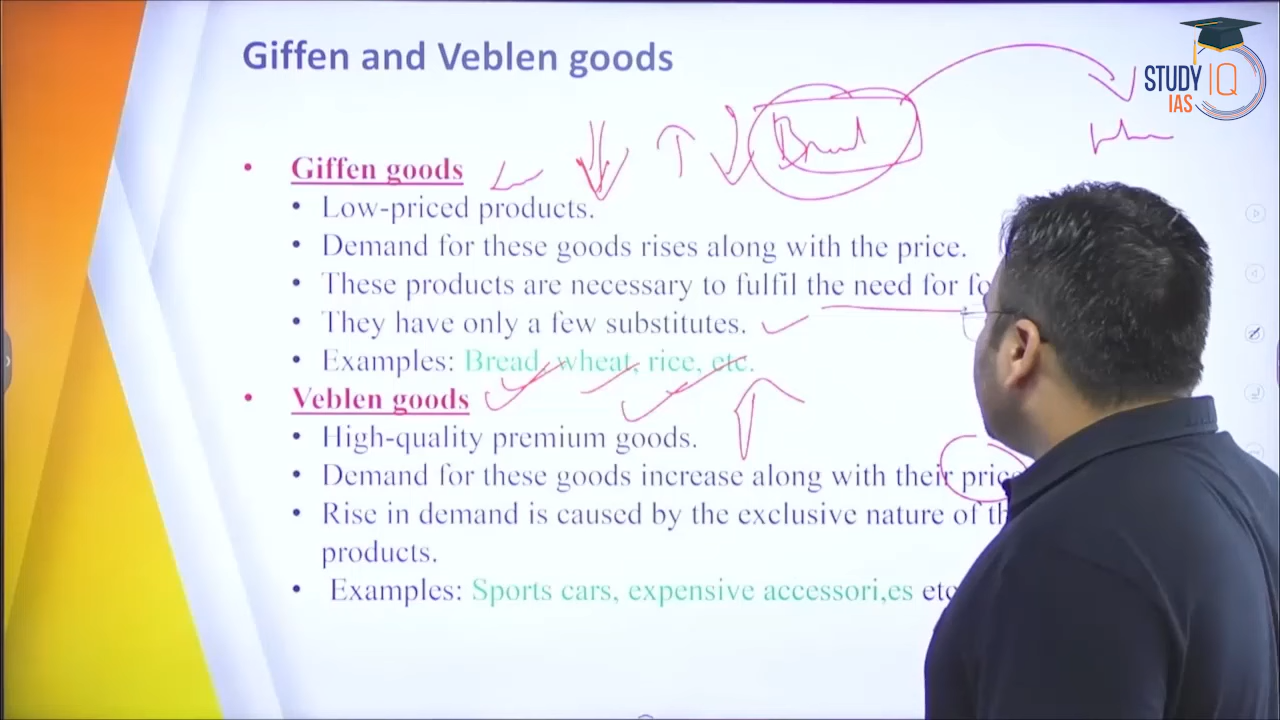 Giffen and Veblen goods
STUDY IQ
IAS
Bread
• Giffen goods
• Low-priced products.
• Demand for these goods rises along with the price.
• These products are necessary to fulfil the need for
• They have only a few substitutes.
• Examples: Bread, wheat, rice, etc.
• Veblen goods
• High-quality premium goods.
• Demand for these goods increase along with their
• Rise in demand is caused by the exclusive nature of
products.
• Examples: Sports cars, expensive accessori,es etc